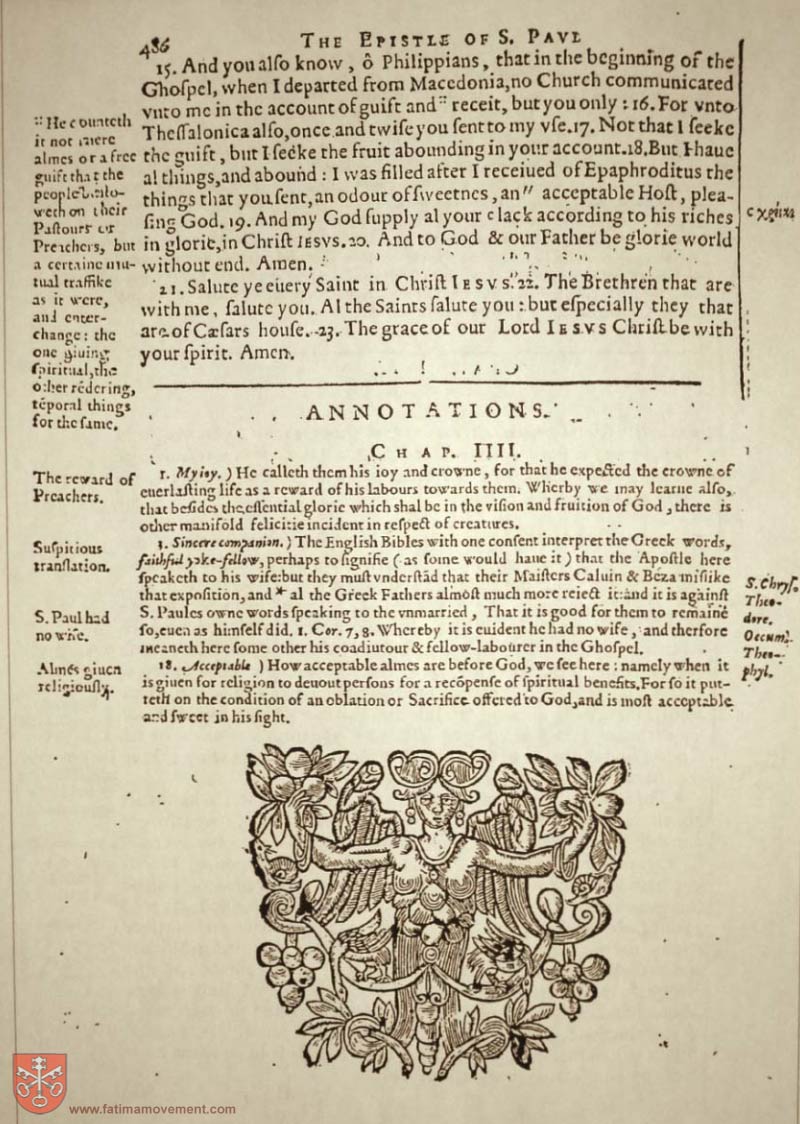 486
THE EPISTLE OF S. PAVL
15. And you alſo know, ô Philippians, that in the beginning of the
Ghoſpel, when I departed from Macedonia, no Church communicated
vnto me in the account of guift and :: receit, but you only: 16. For vnto
Theſſalonica alſo, once and twiſe you ſent to my vſe. 17. Not that I ſeeke
the guift, but I ſeeke the fruit abounding in your account. 18. But I haue
al things, and abound: I was filled after I receiued of Epaphroditus the
things that you ſent, an odour of ſweetnes, an" acceptable Hoſt, plea-
ſing God. 19. And my God ſupply al your c lack according to his riches
in glorie, in Chriſt IESVS. 20. And to God & our Father be glorie world
without end. Amen.
21. Salute ye euery Saint in Chriſt IESVS. 22. The Brethren that are
with me, ſalute you. Al the Saints ſalute you: but eſpecially they that
are of Cæſars houſe. 23. The grace of our Lord IESVS Chriſt be with
your ſpirit. Amen.
:: He counteth
it not mere
almes or a free
guift that the
people beſto-
weth on their
Paſtours or
Preachers, but
a certaine mu-
tual traffike
as it were,
and enter-
change: the
one giuing
ſpiritual, the
other rēdering,
tēporal things
for the ſame.
c χρείαν
ANNOTATIONS.
CHAP. IIII.
1. My ioy.) He calleth them his ioy and crowne, for that he expected the crowne of
euerlaſting life as a reward of his labours towards them. Wherby we may learne alſo,
that beſides the eſſential glorie which shal be in the viſion and fruition of God, there is
other manifold felicitie incident in reſpect of creatures.
3. Sincere companion.) The English Bibles with one conſent interpret the Greek words,
faithful yoke-fellow, perhaps to ſignifie (as ſome would haue it) that the Apoſtle here
ſpeaketh to his wife: but they muſt vnderſtād that their Maiſters Caluin & Beza miſlike
that expoſition, and * al the Greek Fathers almoſt much more reiect it: and it is againſt
S. Paules owne words ſpeaking to the vnmarried, That it is good for them to remaine
ſo, euen as himſelf did. 1. Cor. 7, 8. Whereby it is euident he had no wife, and therfore
meaneth here ſome other his coadiutour & fellow-labourer in the Ghoſpel.
18. Acceptable) How acceptable almes are before God, we ſee here: namely when it
is giuen for religion to deuout perſons for a recōpenſe of ſpiritual benefits. For ſo it put-
teth on the condition of an oblation or Sacrifice offered to God, and is moſt acceptable
and ſweet in his ſight.
The reward of
Preachers.
Suſpitious
tranſlation.
S. Paul had
no wife.
Almes giuen
religiouſly.
S. Chryſ.
Theo-
dore.
Oecum.
Theo-
phyl.
www.fatimamovement.com